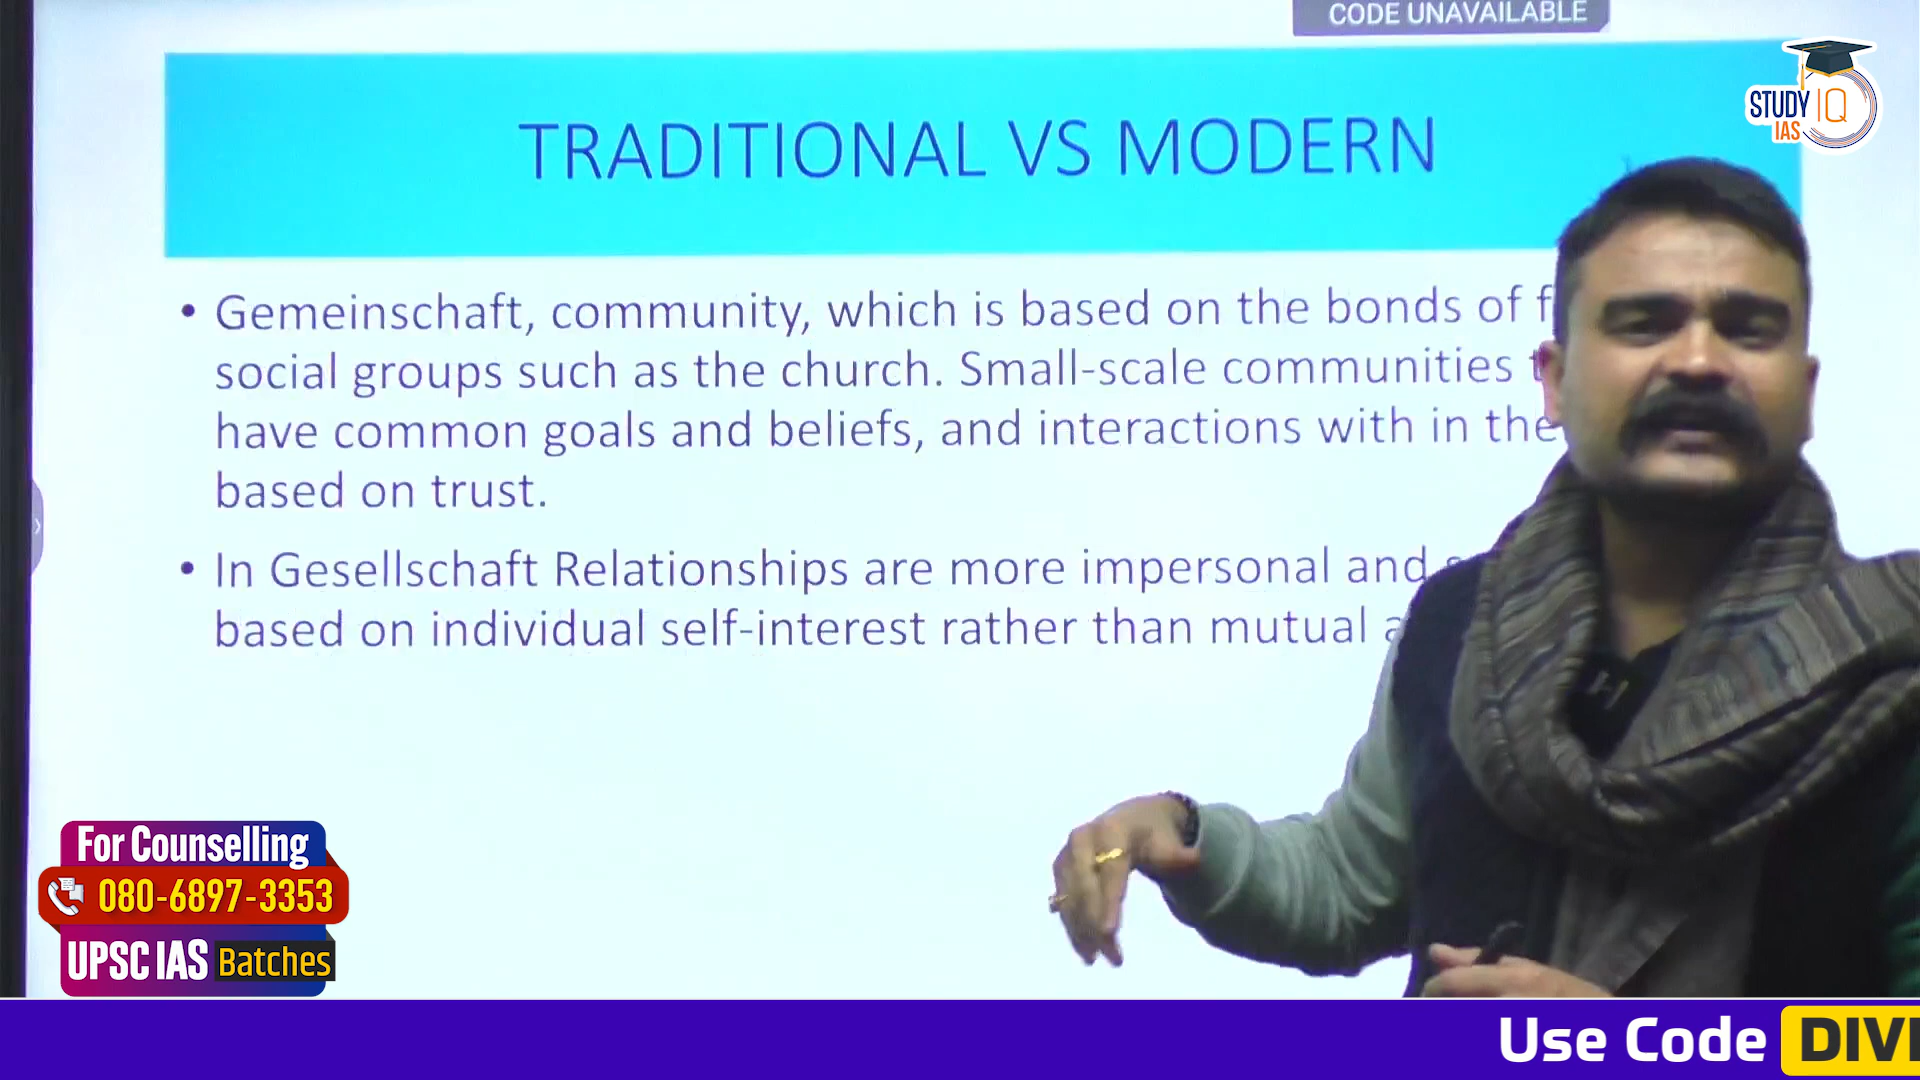 CODE UNAVAILABLE
STUDY IQ
IAS
TRADITIONAL VS MODERN
• Gemeinschaft, community, which is based on the bonds of
social groups such as the church. Small-scale communities
have common goals and beliefs, and interactions with in
based on trust.
• In Gesellschaft Relationships are more impersonal and
based on individual self-interest rather than mutual
For Counselling
080-6897-3353
UPSC IAS Batches
Use Code